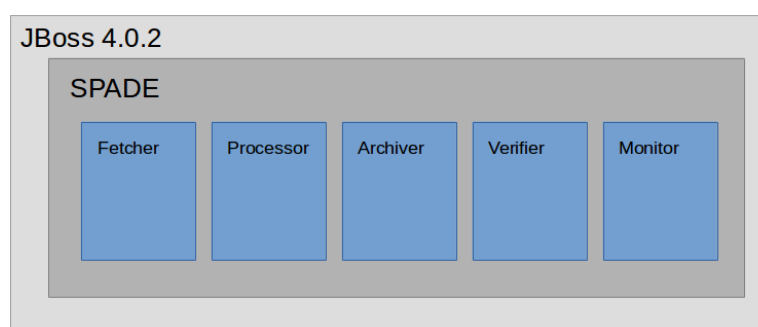 JBoss 4.0.2
SPADE
Fetcher
Processor
Archiver
Verifier
Monitor